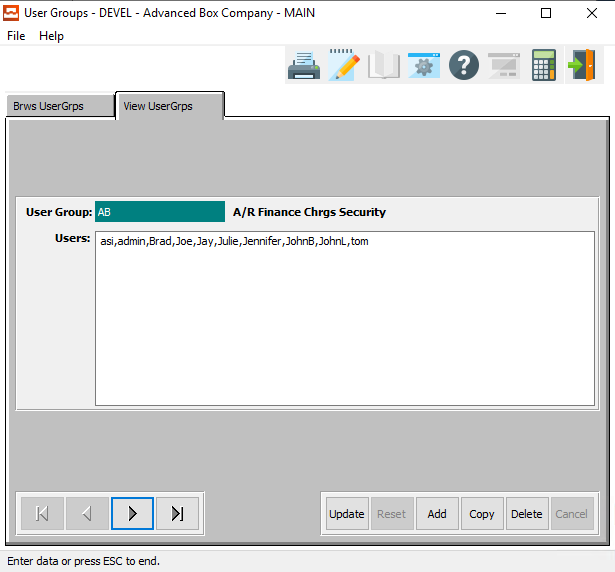 User Groups - DEVEL - Advanced Box Company - MAIN
File Help
?
Brws UserGrps View UserGrps
User Group: AB A/R Finance Chrgs Security
Users: asi,admin,Brad,Joe,Jay,Julie,Jennifer,JohnB,JohnL,tom
Update Reset Add Copy Delete Cancel
Enter data or press ESC to end.